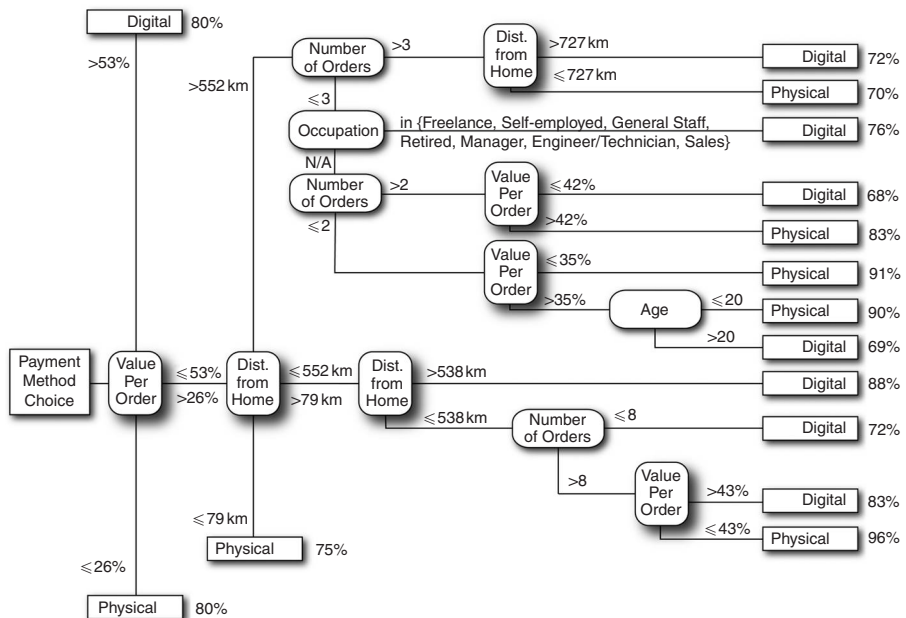 Digital 80%
>53%
Number
of Orders
>3
Dist.
from
Home
>727 km
Digital 72%
⩽727 km
Physical 70%
>552 km
⩽3
Occupation
in {Freelance, Self-employed, General Staff,
Retired, Manager, Engineer/Technician, Sales}
Digital 76%
N/A
Number
of Orders
>2
Value
Per
Order
⩽42%
Digital 68%
>42%
Physical 83%
⩽2
Value
Per
Order
⩽35%
Physical 91%
>35%
Age
⩽20
Physical 90%
>20
Digital 69%
Payment
Method
Choice
Value
Per
Order
⩽53%
>26%
Dist.
from
Home
⩽552 km
>79 km
Dist.
from
Home
>538 km
Digital 88%
⩽538 km
Number
of Orders
⩽8
Digital 72%
>8
Value
Per
Order
>43%
Digital 83%
⩽43%
Physical 96%
⩽79 km
Physical 75%
⩽26%
Physical 80%